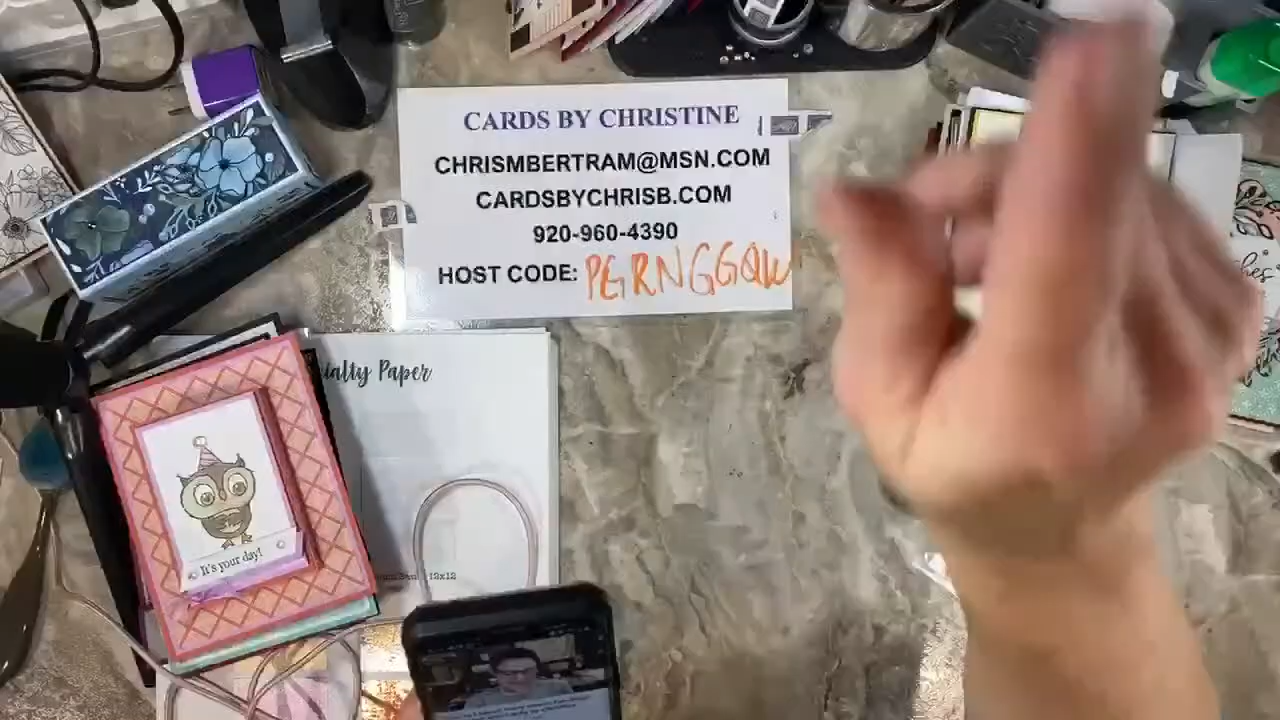 CARDS BY CHRISTINE
CHRISMBERTRAM@MSN.COM
CARDSBYCHRISB.COM
920-960-4390
HOST CODE: PGRNGGQW
ialty Paper
12x12
It's your day!